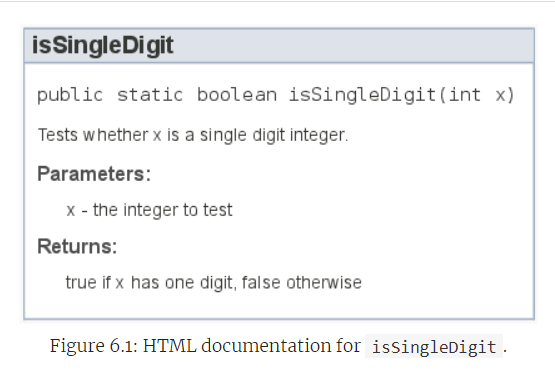 isSingleDigit
public static boolean isSingleDigit(int x)
Tests whether x is a single digit integer.
Parameters:
x - the integer to test
Returns:
true if x has one digit, false otherwise
Figure 6.1: HTML documentation for isSingleDigit .